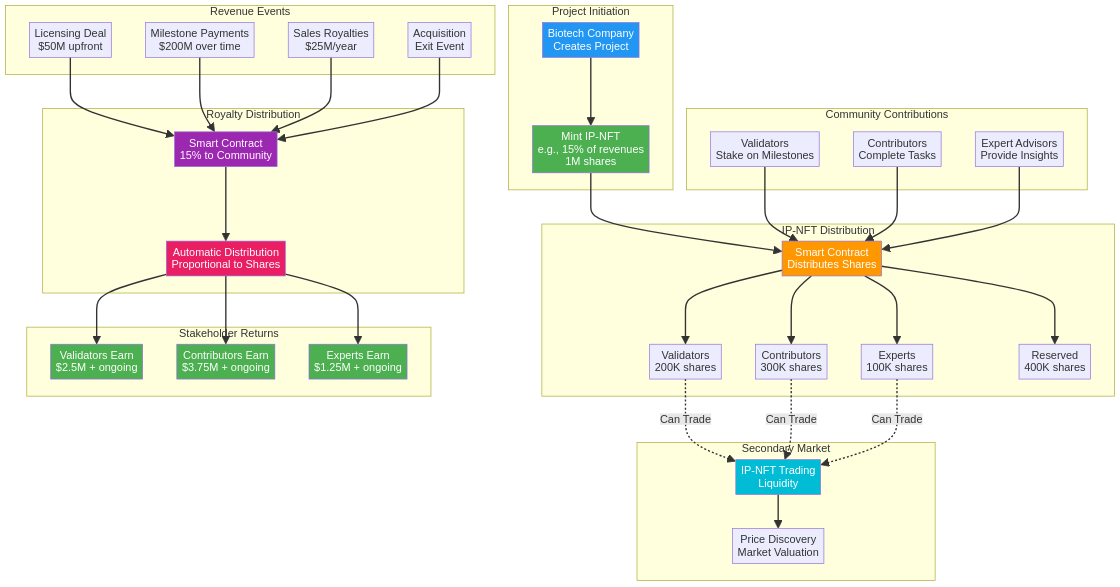 Revenue Events
Licensing Deal
$50M upfront
Milestone Payments
$200M over time
Sales Royalties
$25M/year
Acquisition
Exit Event
Royalty Distribution
Smart Contract
15% to Community
Automatic Distribution
Proportional to Shares
Stakeholder Returns
Validators Earn
$2.5M + ongoing
Contributors Earn
$3.75M + ongoing
Experts Earn
$1.25M + ongoing
Project Initiation
Biotech Company
Creates Project
Mint IP-NFT
e.g., 15% of revenues
1M shares
Community Contributions
Validators
Stake on Milestones
Contributors
Complete Tasks
Expert Advisors
Provide Insights
IP-NFT Distribution
Smart Contract
Distributes Shares
Validators
200K shares
Contributors
300K shares
Experts
100K shares
Reserved
400K shares
Can Trade
Can Trade
Can Trade
Secondary Market
IP-NFT Trading
Liquidity
Price Discovery
Market Valuation